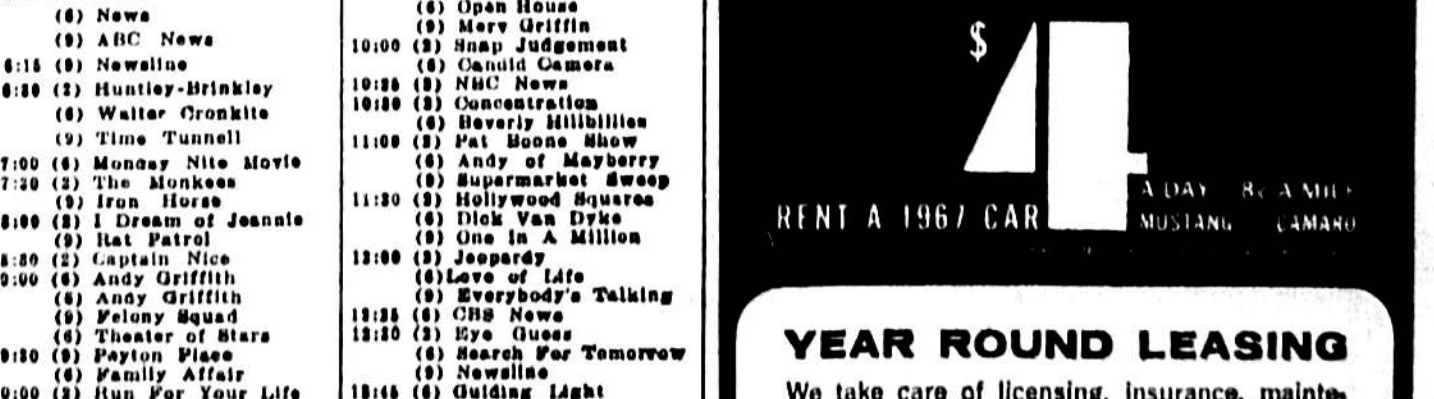 (6) News
(9) ABC News
6:15 (9) Newsline
6:30 (2) Huntley-Brinkley
(6) Walter Cronkite
(9) Time Tunnell
7:00 (6) Monday Nite Movie
7:30 (2) The Monkees
(9) Iron Horse
8:00 (2) I Dream of Jeannie
(9) Rat Patrol
8:30 (2) Captain Nice
9:00 (6) Andy Griffith
(6) Andy Griffith
(9) Felony Squad
(6) Theater of Stars
9:30 (9) Payton Place
(6) Family Affair
(2) Run For Your Life
(6) Open House
(9) Merv Griffin
10:00 (2) Snap Judgement
(6) Candid Camera
10:25 (2) NBC News
10:30 (2) Concentration
(6) Beverly Hillbillies
11:00 (2) Pat Boone Show
(6) Andy of Mayberry
(9) Supermarket Sweep
11:30 (2) Hollywood Squares
(6) Dick Van Dyke
(9) One In A Million
12:00 (2) Jeopardy
(6)Love of Life
(9) Everybody's Talking
12:25 (6) CBS News
12:30 (2) Eye Guess
(6) Search For Tomorrow
(9) Newsline
12:45 (6) Guiding Light
$4
A DAY 8c A MILE
RENT A 1967 CAR MUSTANG CAMARO
YEAR ROUND LEASING
We take care of licensing, insurance, mainte-